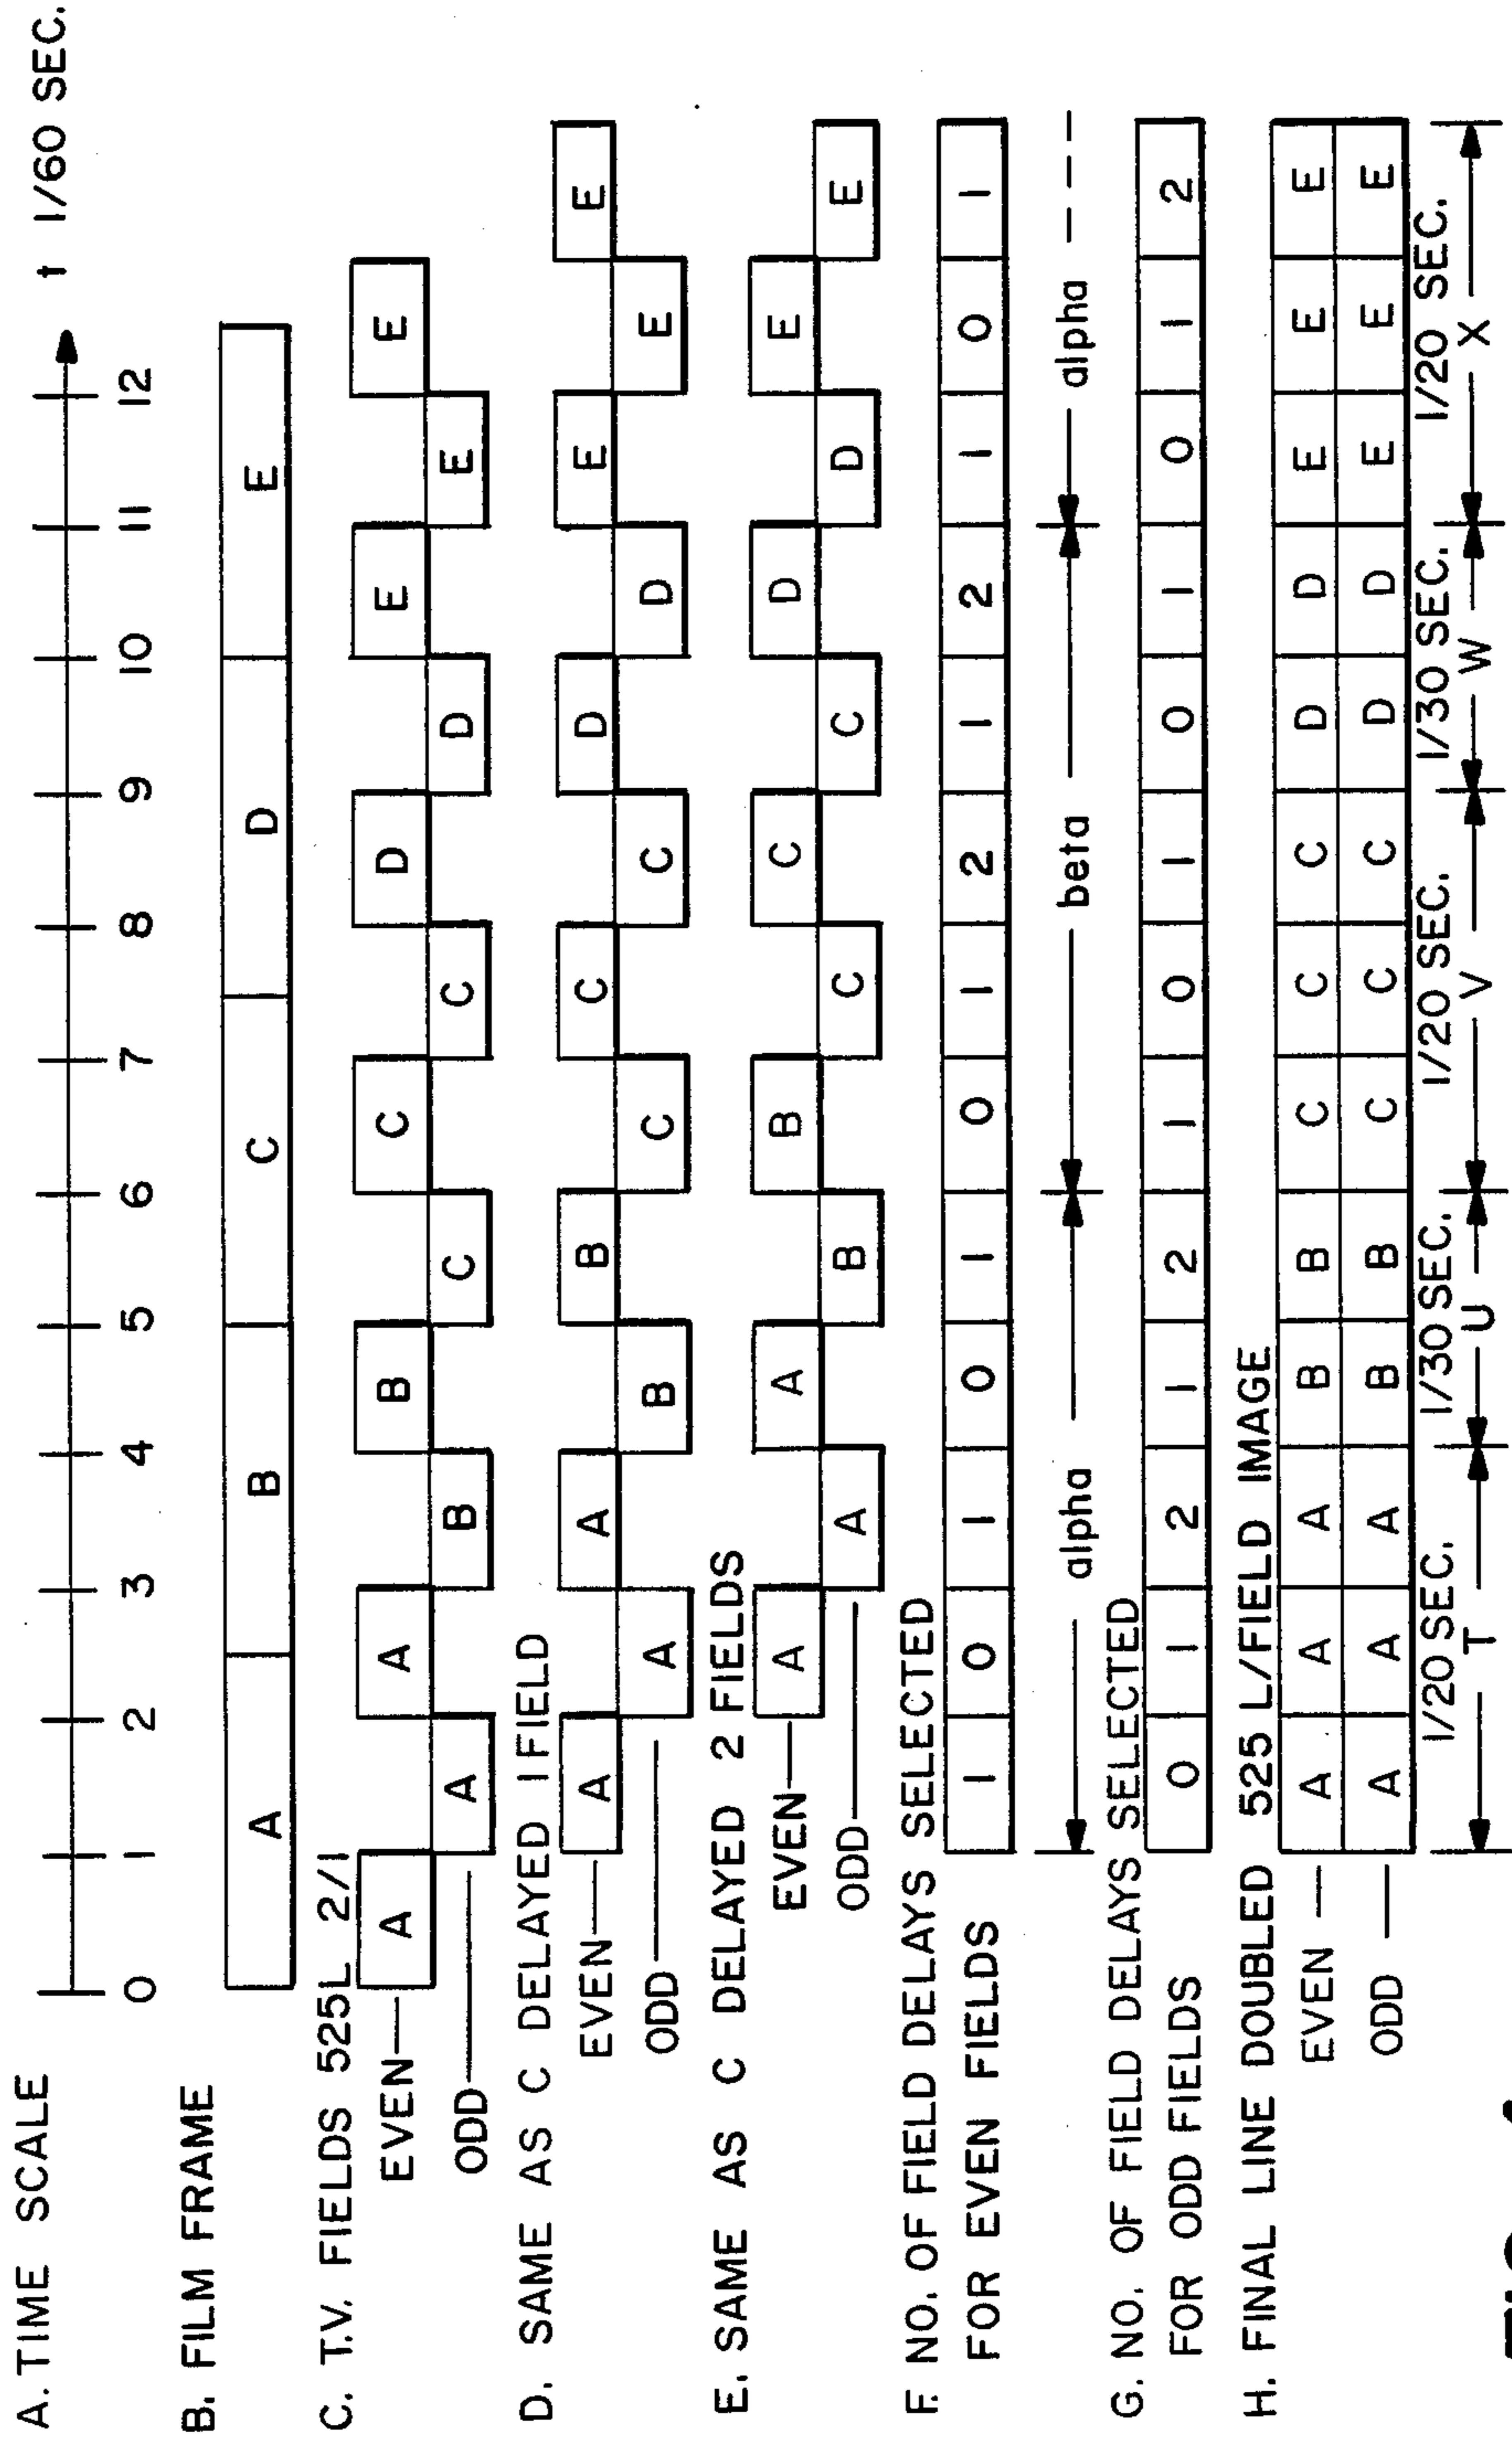 A. TIME SCALE
0 1 2 3 4 5 6 7 8 9 10 11 12 t 1/60 SEC.
B. FILM FRAME
A B C D E
C. T.V. FIELDS 525L 2/1
EVEN A A B C D E E
ODD A B C C D E
D. SAME AS C DELAYED 1 FIELD
EVEN A A B C D E E
ODD A B C C D E
E. SAME AS C DELAYED 2 FIELDS
EVEN A A B C D E
ODD A B C C D E
F. NO. OF FIELD DELAYS SELECTED
FOR EVEN FIELDS
1 0 1 0 1 0 1 2 1 2 1 0 1
alpha beta alpha
G. NO. OF FIELD DELAYS SELECTED
FOR ODD FIELDS
0 1 2 1 2 1 0 1 0 1 0 1 2
H. FINAL LINE DOUBLED 525 L/FIELD IMAGE
EVEN A A A B B C C C D D E E E
ODD A A A B B C C C D D E E E
1/20 SEC. 1/30 SEC. 1/20 SEC. 1/30 SEC. 1/20 SEC.
T U V W X